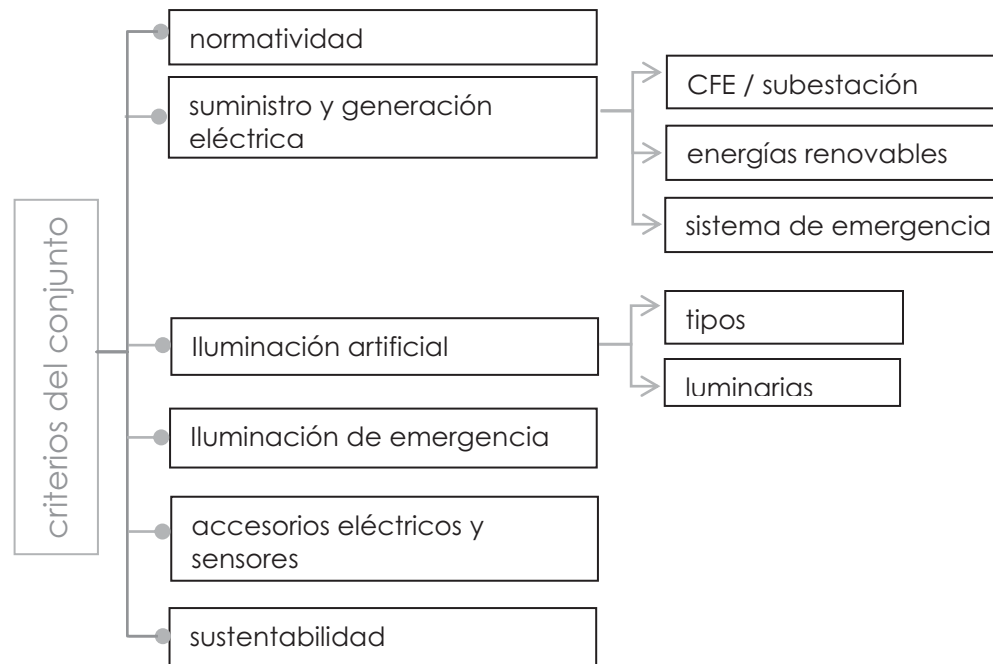 criterios del conjunto
normatividad
suministro y generación
eléctrica
CFE / subestación
energías renovables
sistema de emergencia
Iluminación artificial
tipos
luminarias
Iluminación de emergencia
accesorios eléctricos y
sensores
sustentabilidad